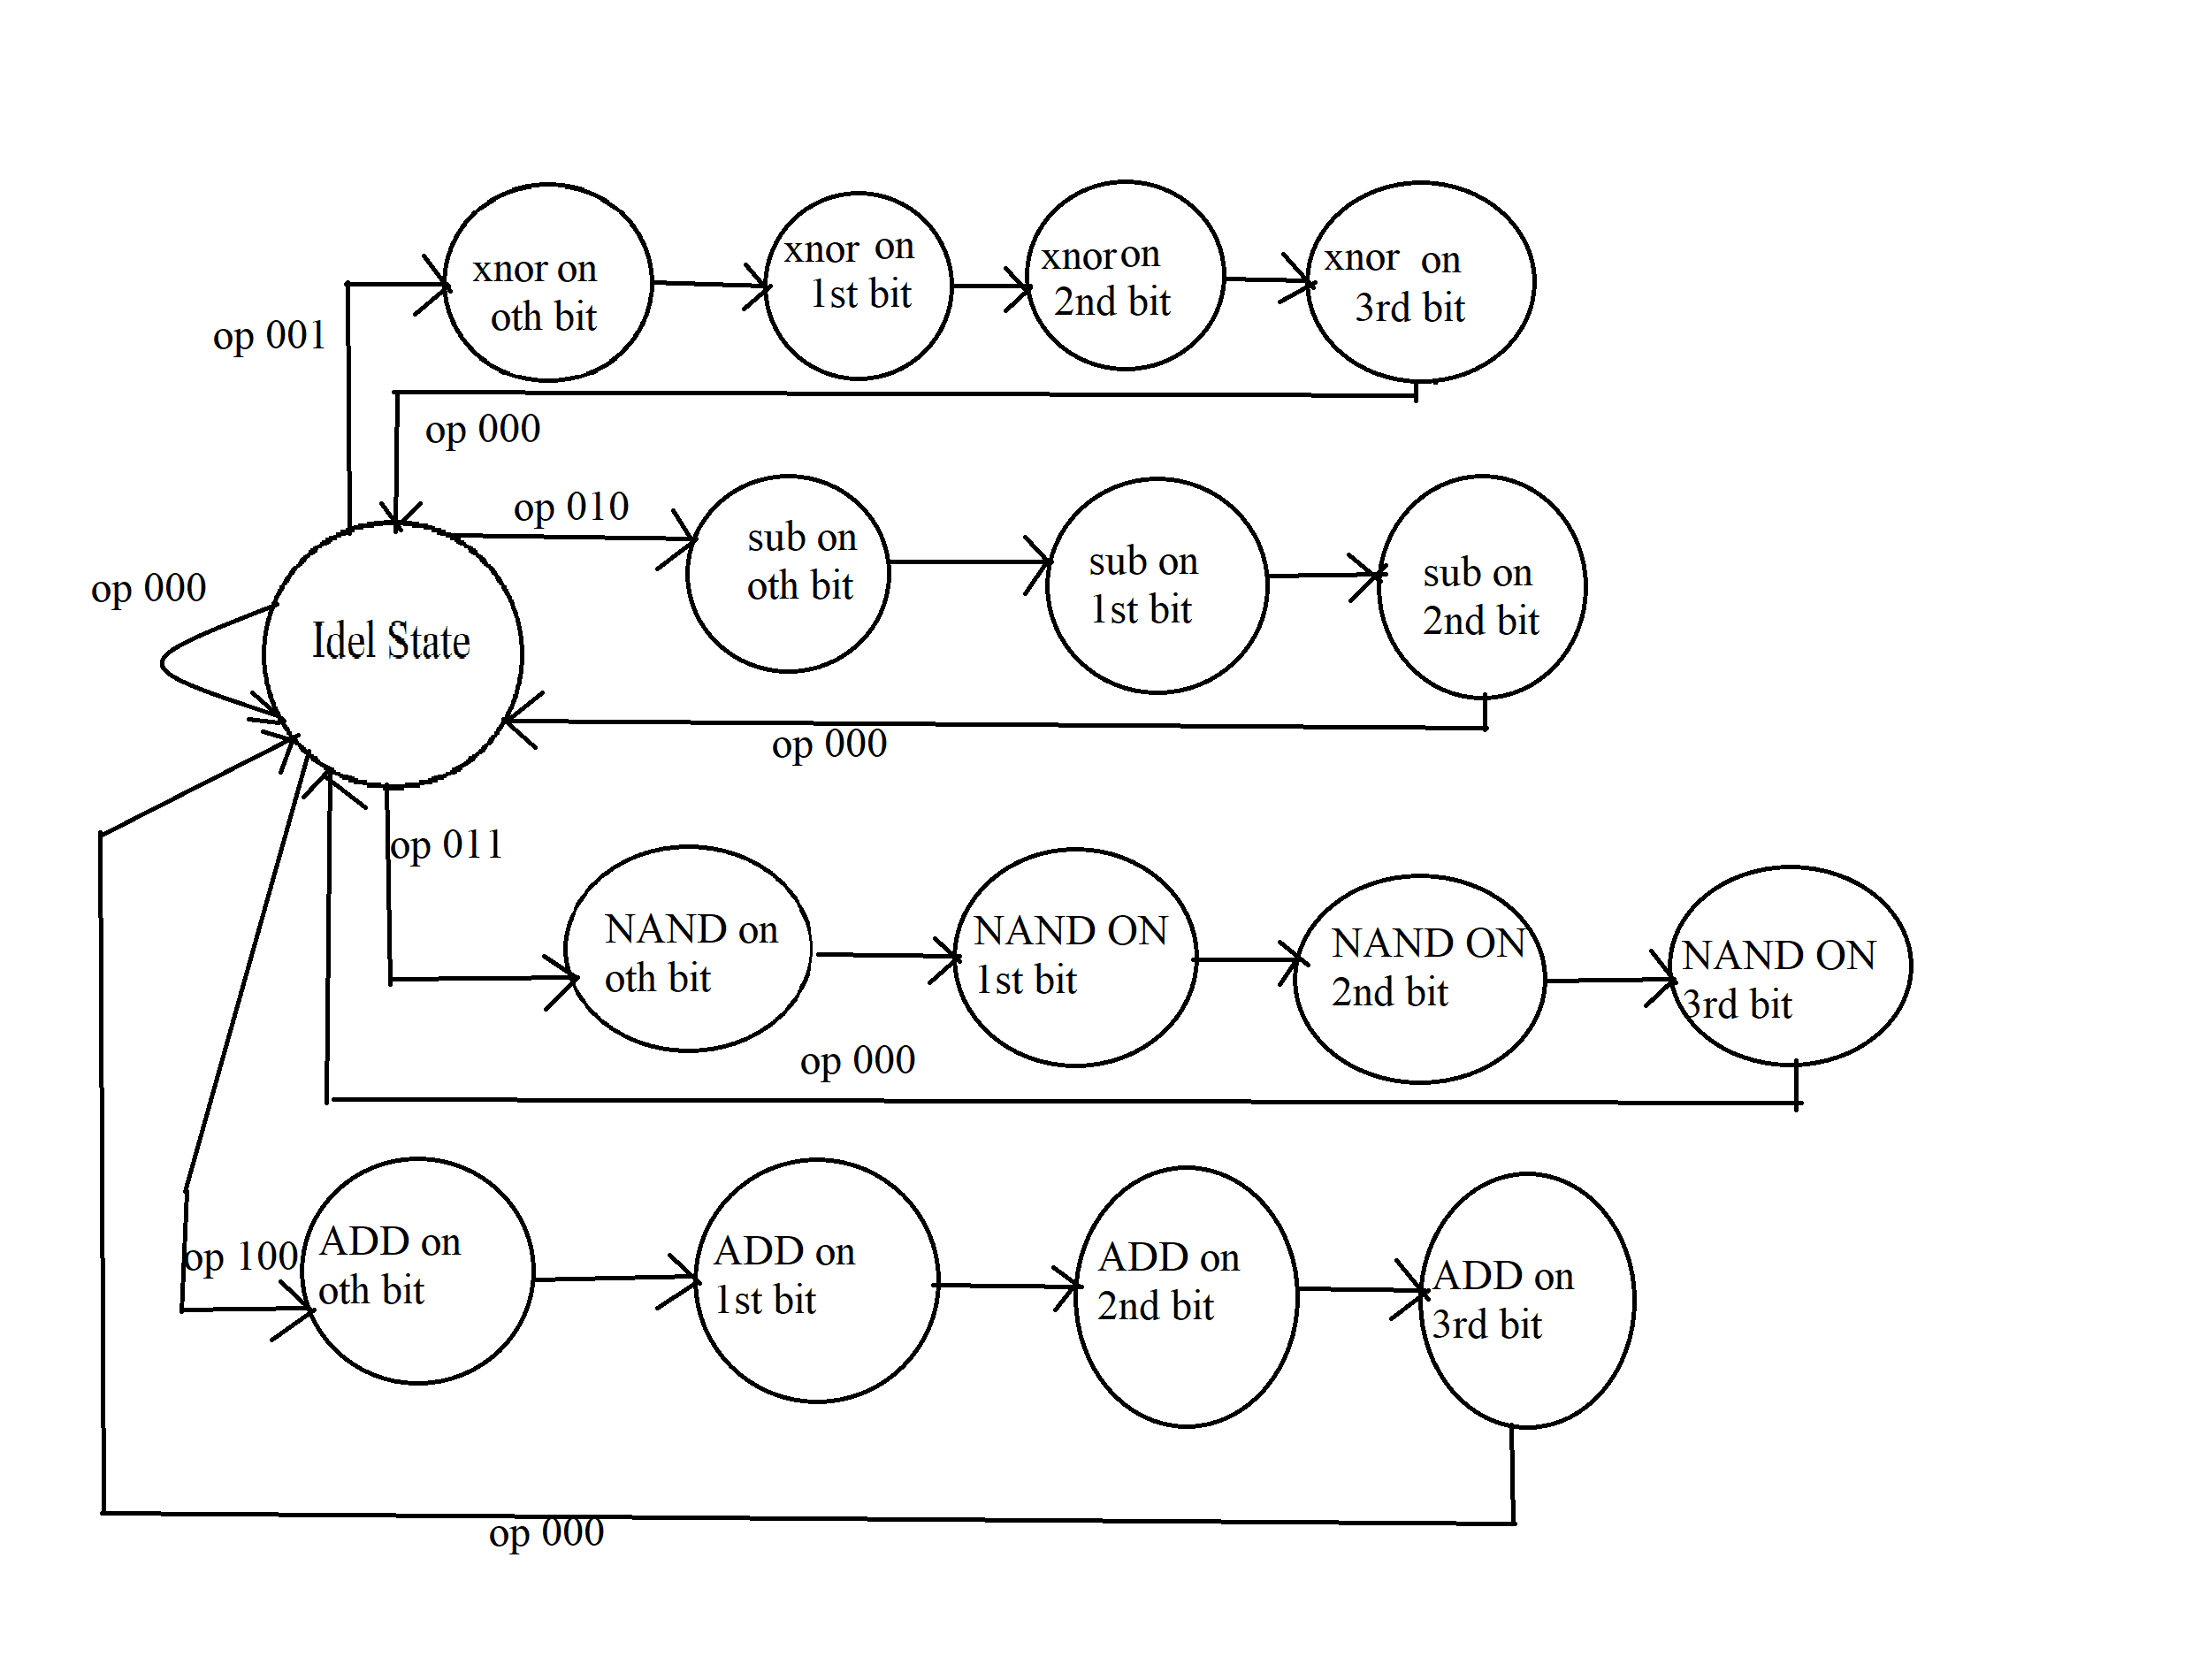 xnor on
oth bit
xnor on
1st bit
xnor on
2nd bit
xnor on
3rd bit
op 001
op 000
op 010
sub on
oth bit
sub on
1st bit
sub on
2nd bit
op 000
Idel State
op 000
op 011
NAND on
oth bit
NAND ON
1st bit
NAND ON
2nd bit
NAND ON
3rd bit
op 000
op 100
ADD on
oth bit
ADD on
1st bit
ADD on
2nd bit
ADD on
3rd bit
op 000